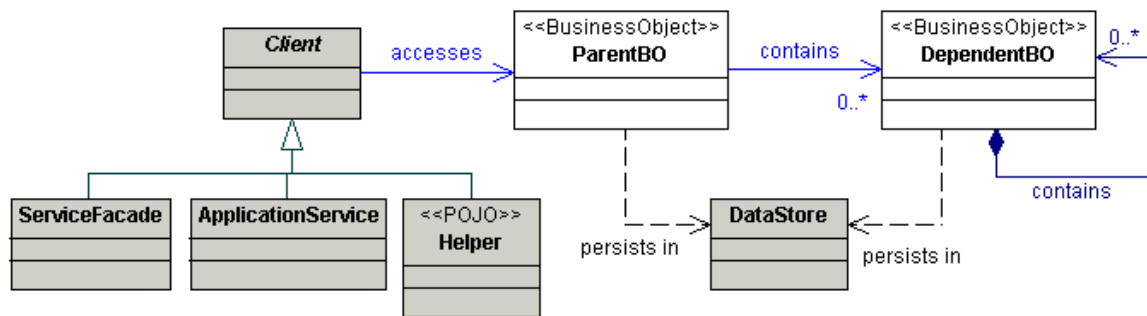 Client
accesses
<<BusinessObject>>
ParentBO
contains
0..*
<<BusinessObject>>
DependentBO
0..*
contains
ServiceFacade
ApplicationService
<<POJO>>
Helper
persists in
DataStore
persists in